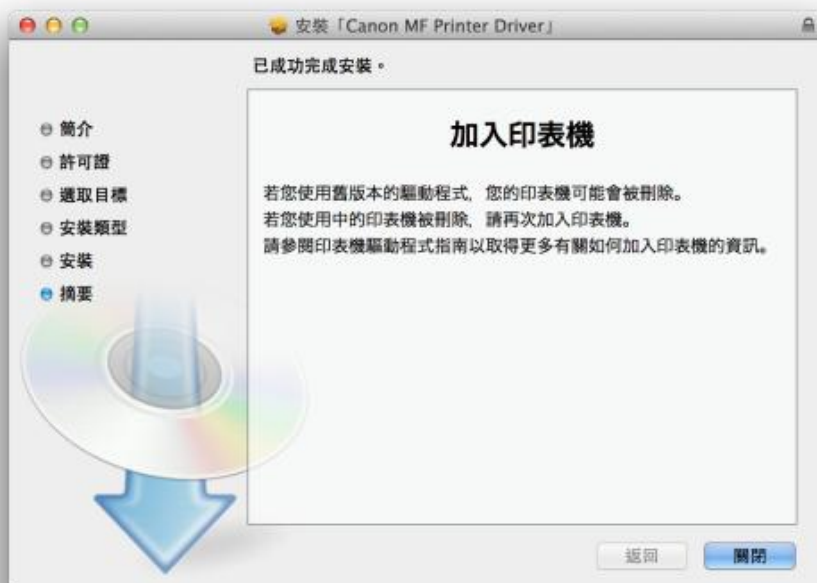 安裝「Canon MF Printer Driver」
已成功完成安裝。
簡介
許可證
選取目標
安裝類型
安裝
摘要
加入印表機
若您使用舊版本的驅動程式，您的印表機可能會被刪除。
若您使用中的印表機被刪除，請再次加入印表機。
請參閱印表機驅動程式指南以取得更多有關如何加入印表機的資訊。
返回
關閉